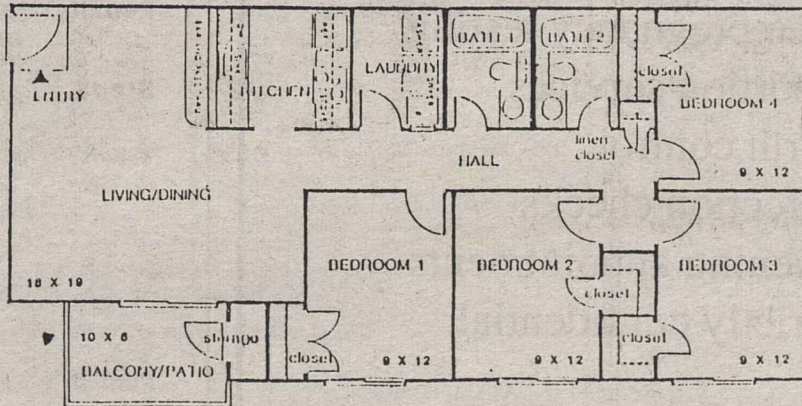 ENTRY
KITCHEN
LAUNDRY
BATH 1
BATH 2
closet
BEDROOM 4
9 X 12
linen
closet
HALL
LIVING/DINING
18 X 19
BEDROOM 1
9 X 12
BEDROOM 2
9 X 12
closet
BEDROOM 3
9 X 12
closet
closet
10 X 6
storage
BALCONY/PATIO